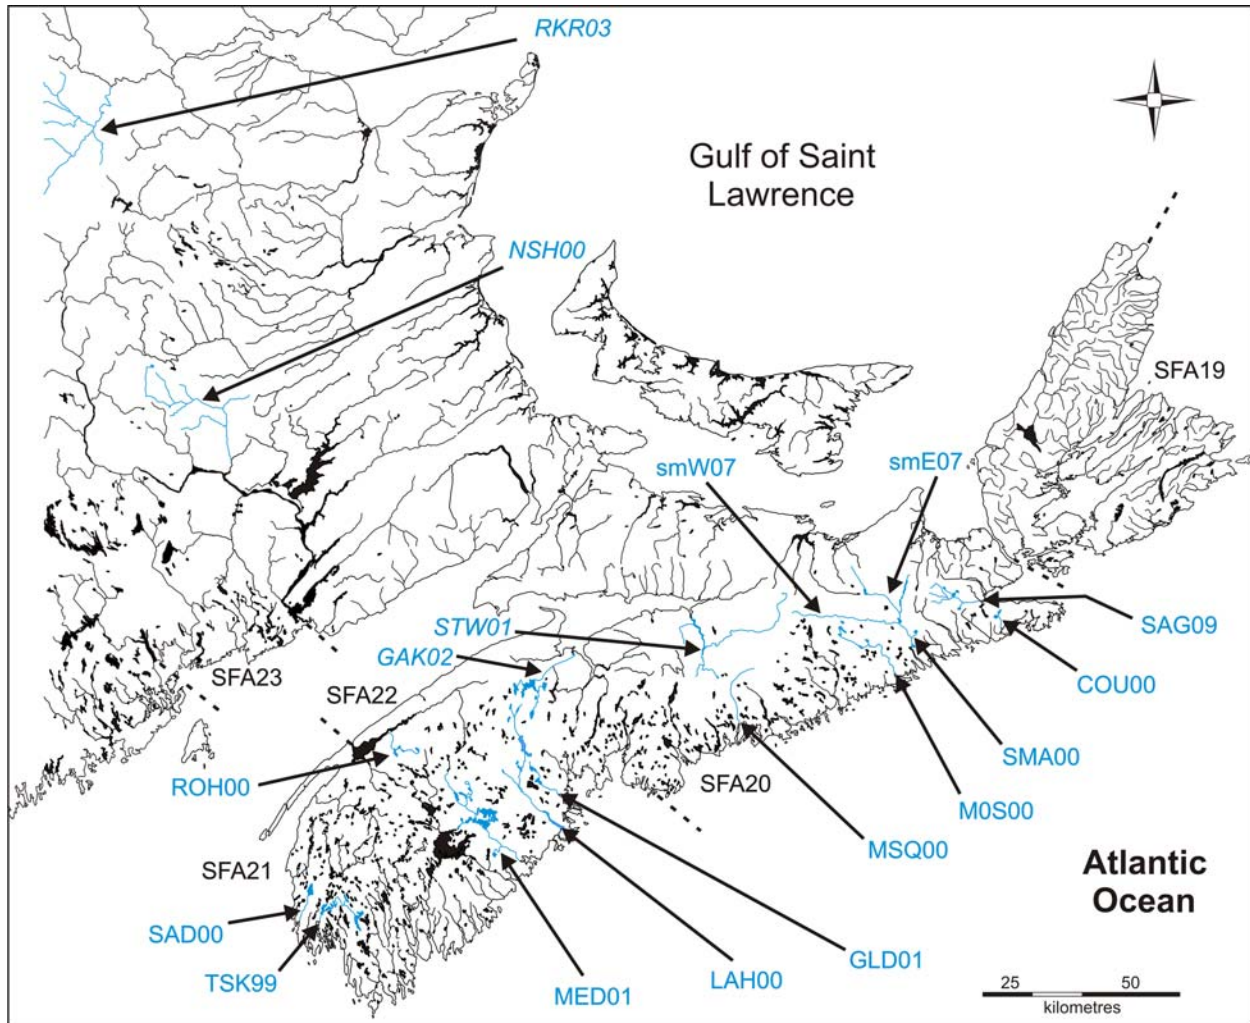 RKR03
Gulf of Saint
Lawrence
NSH00
SFA19
smW07
smE07
STW01
SAG09
GAK02
COU00
SFA23
SFA22
SMA00
ROH00
SFA20
M0S00
MSQ00
SFA21
Atlantic
Ocean
SAD00
GLD01
TSK99
MED01
LAH00
25 50
kilometres